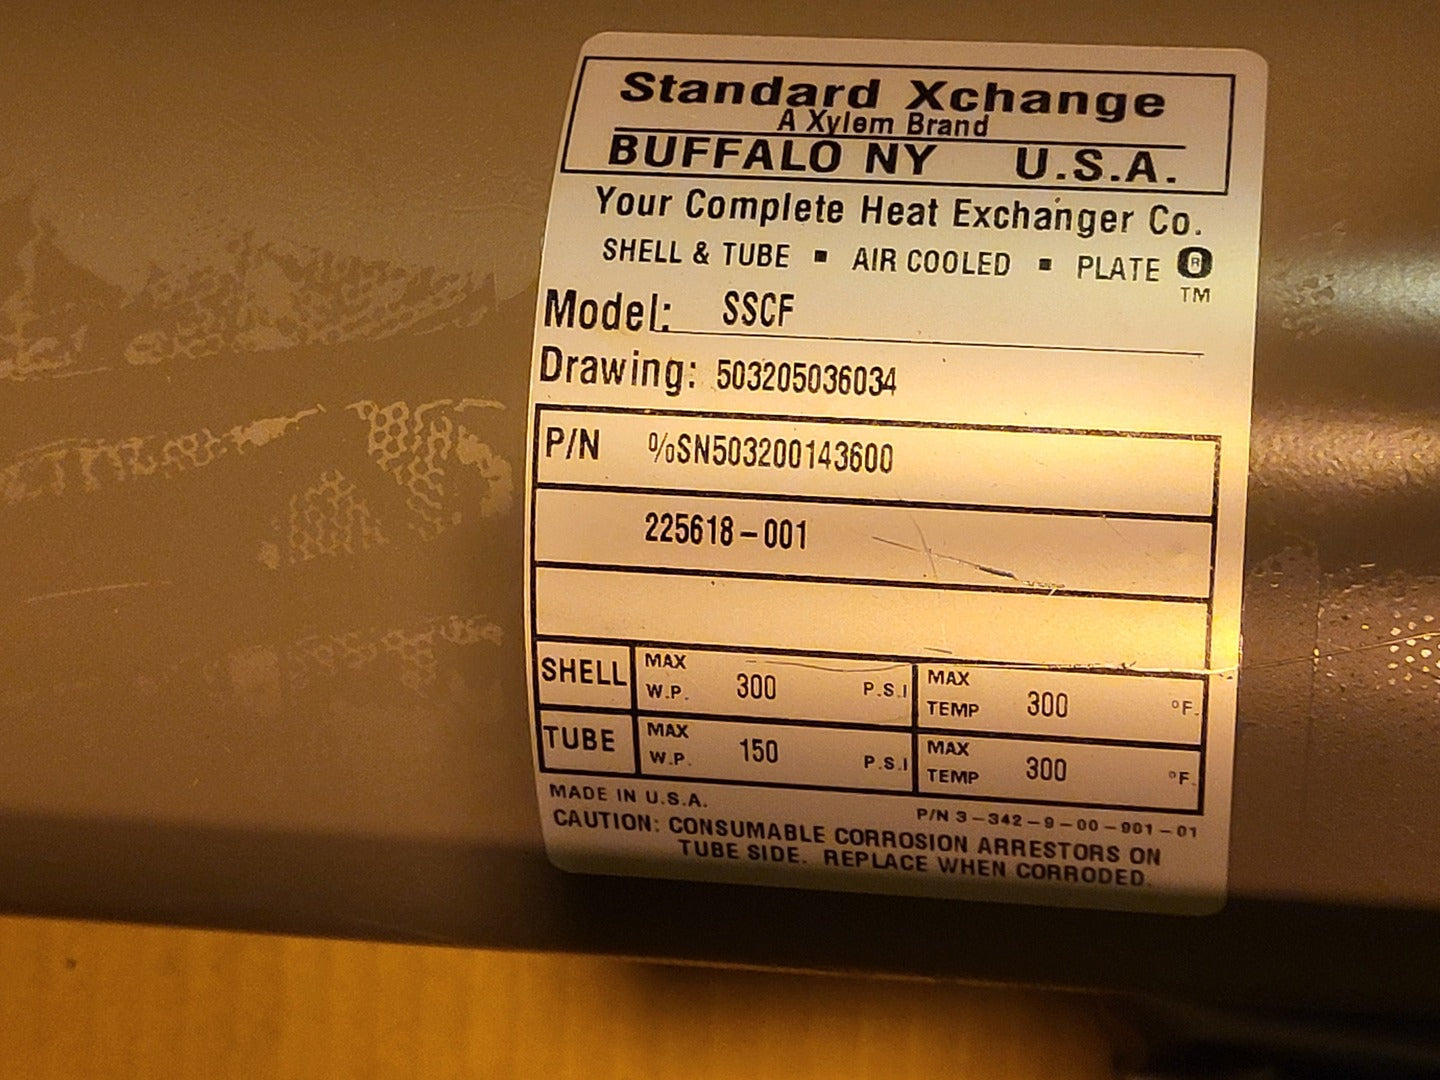 Standard Xchange
A Xylem Brand
BUFFALO NY U.S.A.
Your Complete Heat Exchanger Co.
SHELL & TUBE ▪ AIR COOLED ▪ PLATE ®
TM
Model: SSCF
Drawing: 503205036034
P/N %SN503200143600
225618-001
SHELL MAX W.P. 300 P.S.I MAX TEMP 300 °F.
TUBE MAX W.P. 150 P.S.I MAX TEMP 300 °F.
MADE IN U.S.A. P/N 3-342-9-00-901-01
CAUTION: CONSUMABLE CORROSION ARRESTORS ON
TUBE SIDE. REPLACE WHEN CORRODED.